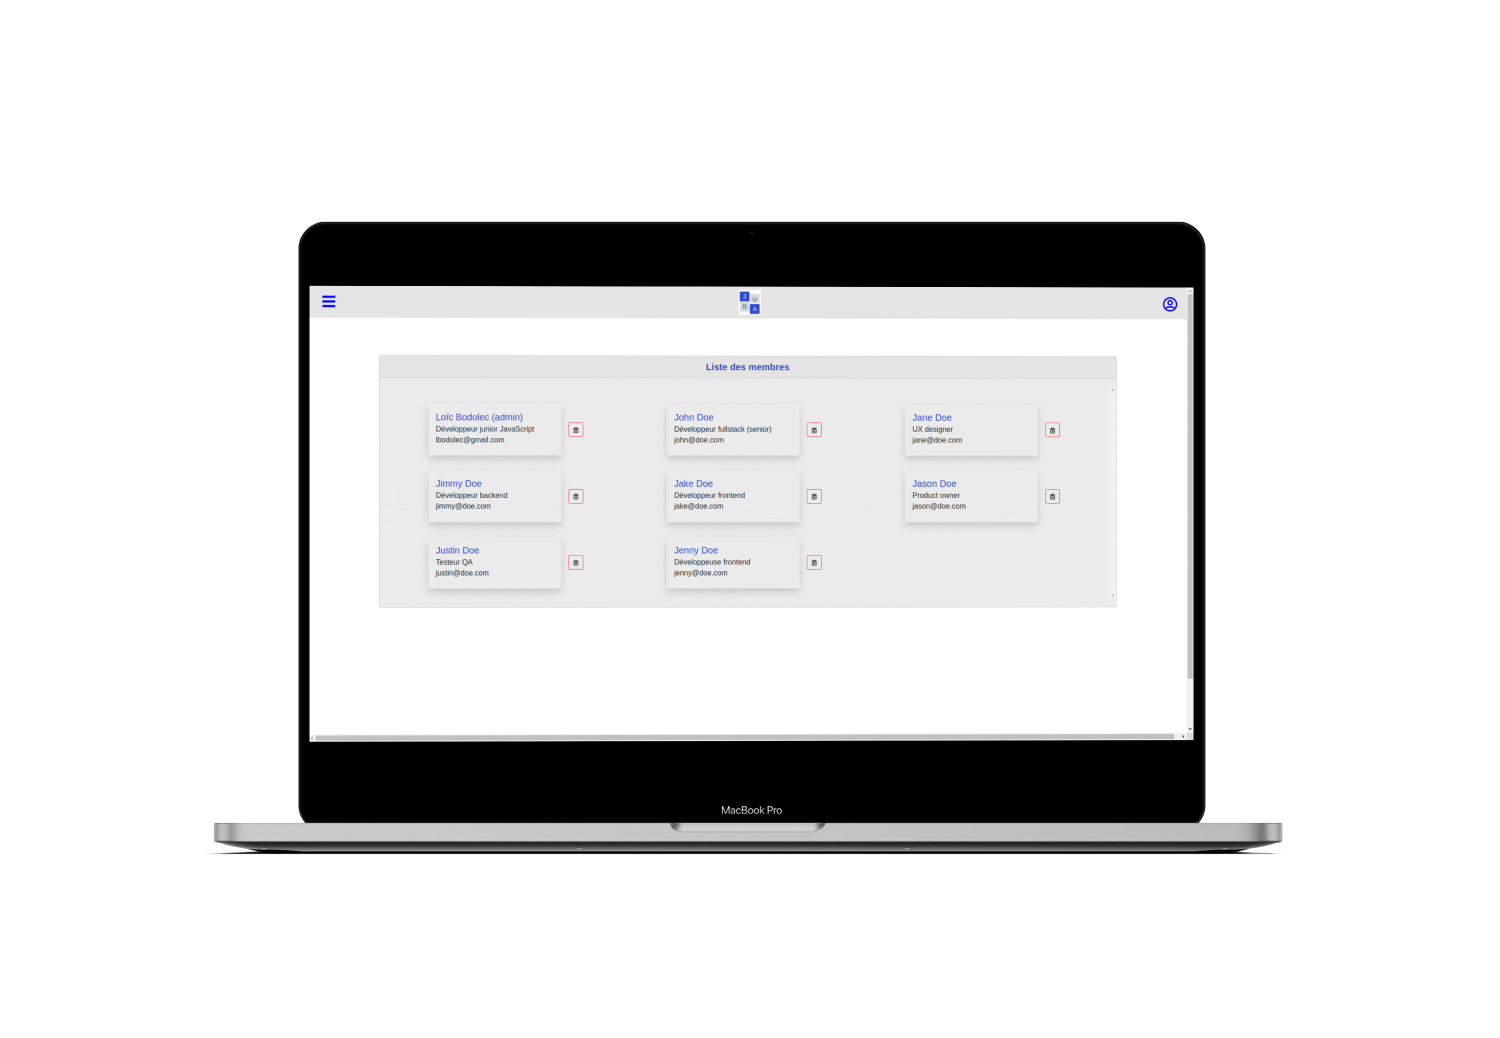 J U
R A
Liste des membres
Loïc Bodolec (admin)
Développeur junior JavaScript
lbodolec@gmail.com
John Doe
Développeur fullstack (senior)
john@doe.com
Jane Doe
UX designer
jane@doe.com
Jimmy Doe
Développeur backend
jimmy@doe.com
Jake Doe
Développeur frontend
jake@doe.com
Jason Doe
Product owner
jason@doe.com
Justin Doe
Testeur QA
justin@doe.com
Jenny Doe
Développeuse frontend
jenny@doe.com
MacBook Pro